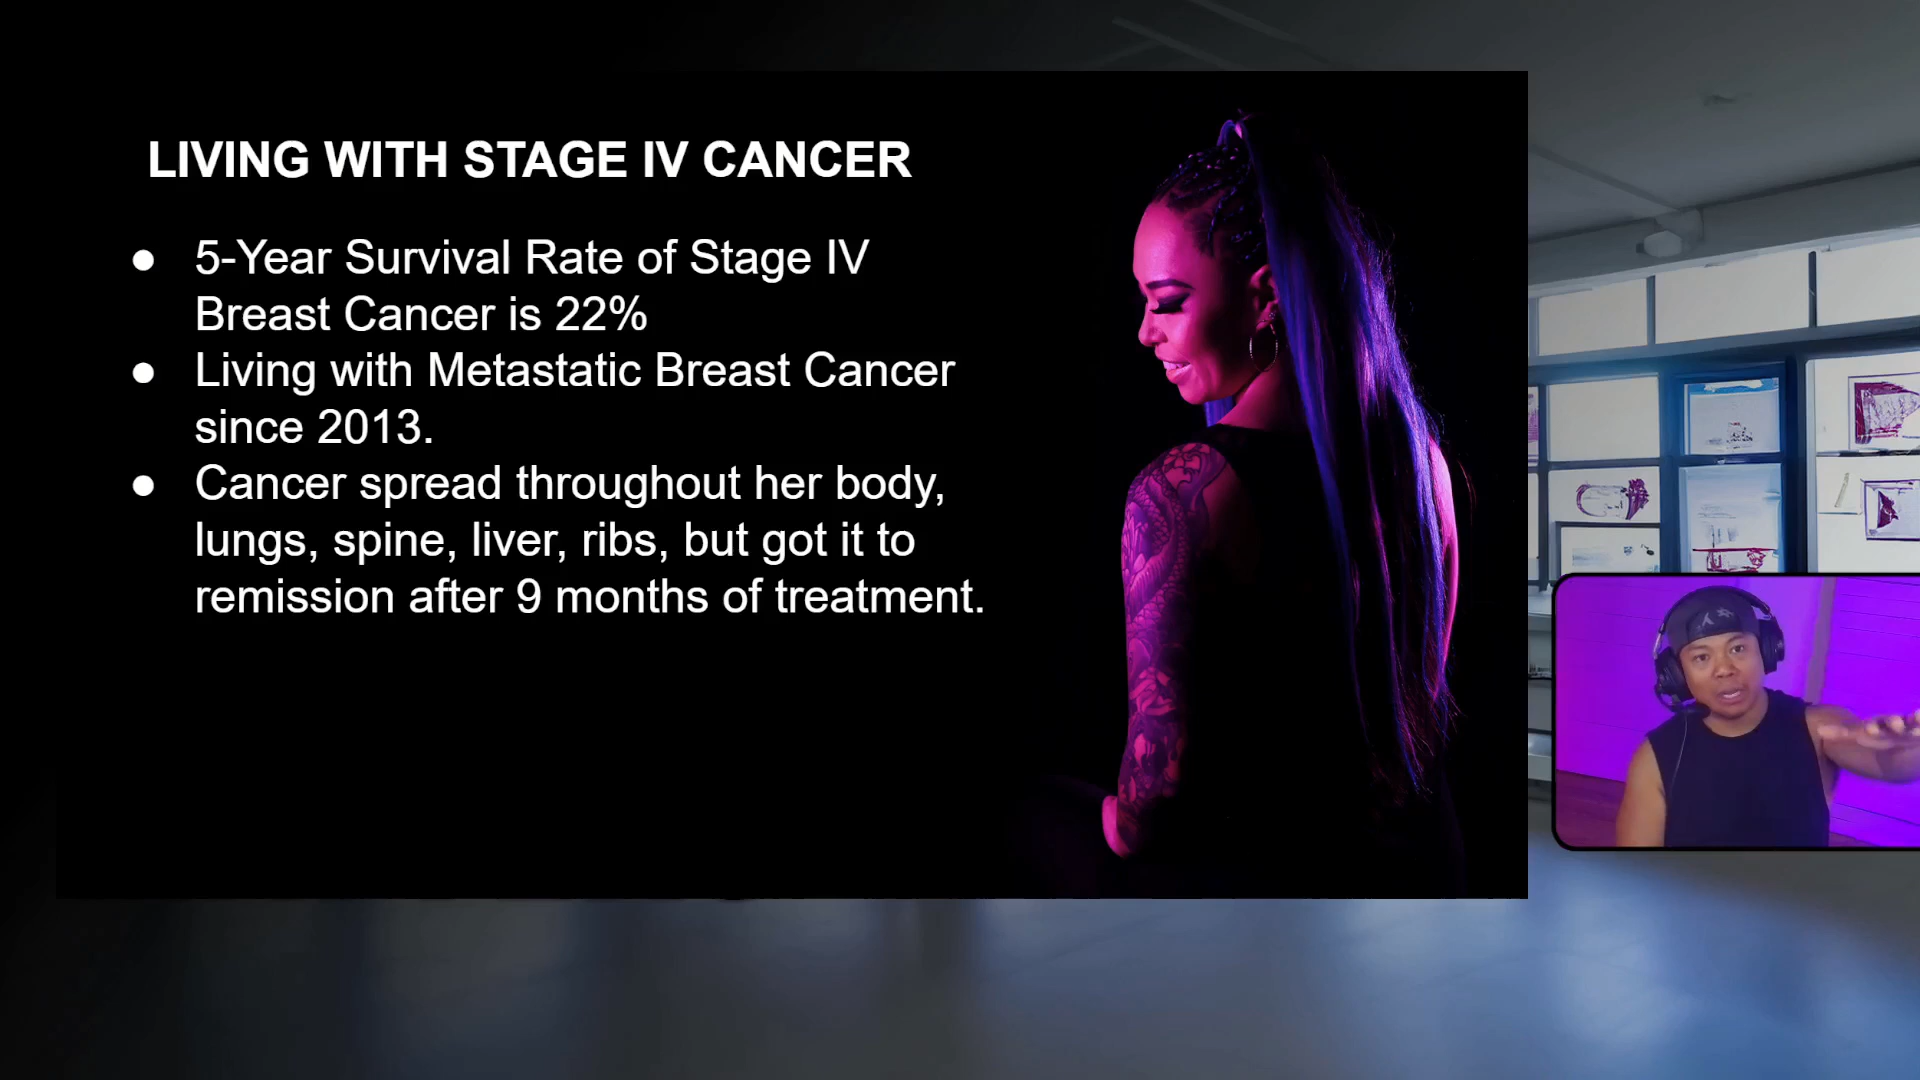 LIVING WITH STAGE IV CANCER
● 5-Year Survival Rate of Stage IV
Breast Cancer is 22%
● Living with Metastatic Breast Cancer
since 2013.
● Cancer spread throughout her body,
lungs, spine, liver, ribs, but got it to
remission after 9 months of treatment.